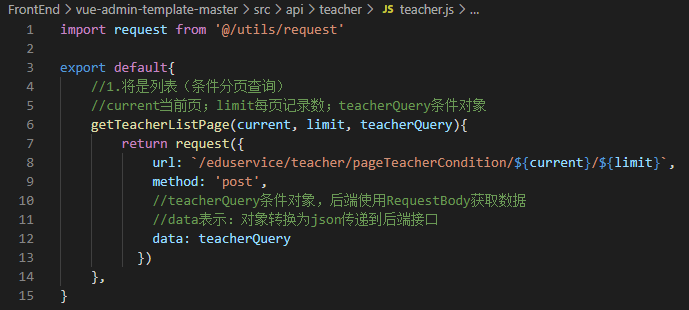 FrontEnd > vue-admin-template-master > src > api > teacher > JS teacher.js > ...
1 import request from '@/utils/request'
2
3 export default{
4 //1.将是列表（条件分页查询）
5 //current当前页；limit每页记录数；teacherQuery条件对象
6 getTeacherListPage(current, limit, teacherQuery){
7 return request({
8 url: `/eduservice/teacher/pageTeacherCondition/${current}/${limit}`,
9 method: 'post',
10 //teacherQuery条件对象，后端使用RequestBody获取数据
11 //data表示：对象转换为json传递到后端接口
12 data: teacherQuery
13 })
14 },
15 }